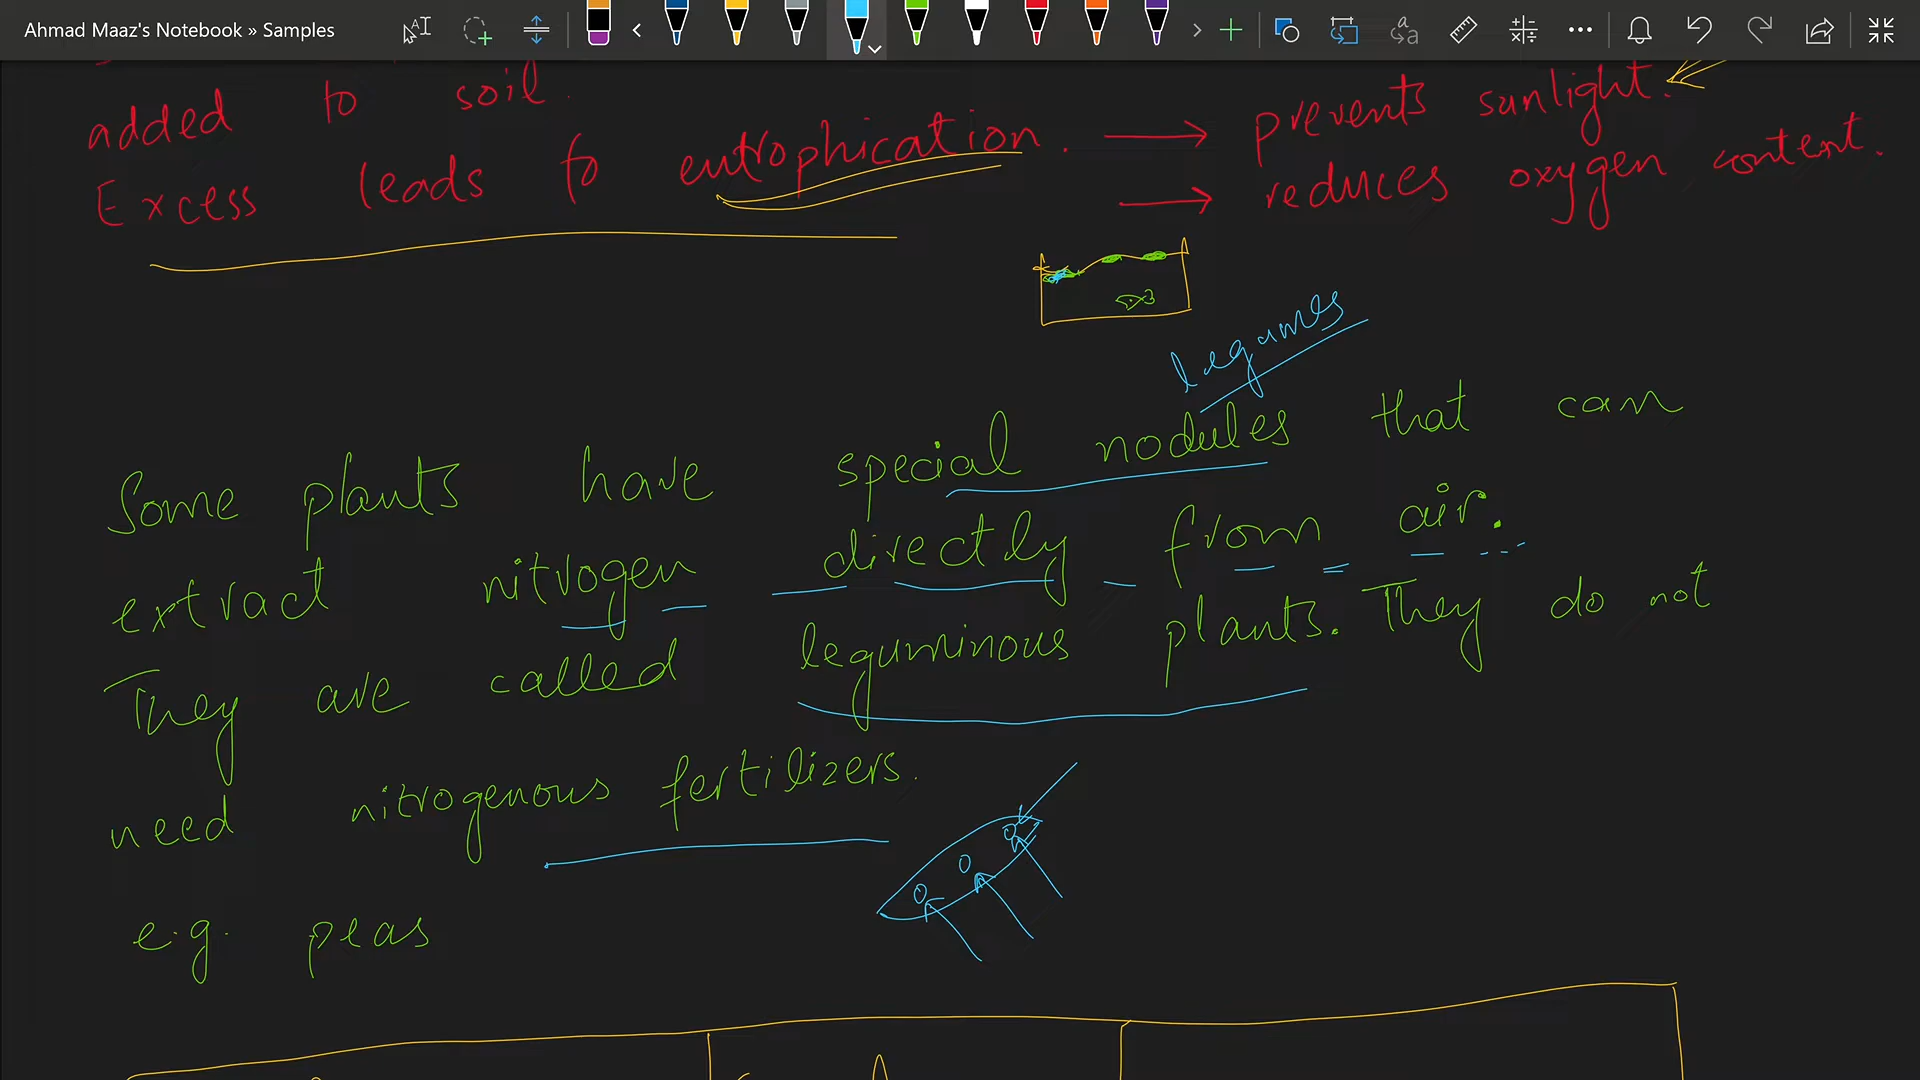 Ahmad Maaz's Notebook » Samples
added to soil.
prevents sunlight.
Excess leads to eutrophication.
reduces oxygen content.
legumes
Some plants have special nodules that can
extract nitrogen directly from air.
They are called leguminous plants. They do not
need nitrogenous fertilizers.
e.g. peas